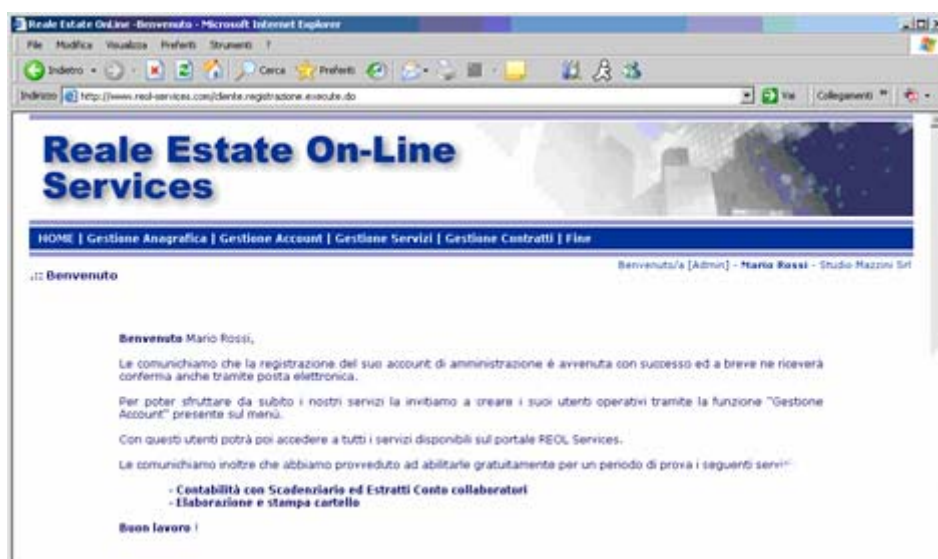 Reale Estate OnLine -Benvenuto - Microsoft Internet Explorer
File Modifica Visualizza Preferiti Strumenti ?
Indietro Cerca Preferiti
Indirizzo http://www.reol-services.com/cliente.registrazione.execute.do Vai Collegamenti
Reale Estate On-Line
Services
HOME | Gestione Anagrafica | Gestione Account | Gestione Servizi | Gestione Contratti | Fine
Benvenuto/a [Admin] - Mario Rossi - Studio Mazzini Srl
.:: Benvenuto
Benvenuto Mario Rossi,
Le comunichiamo che la registrazione del suo account di amministrazione è avvenuta con successo ed a breve ne riceverà
conferma anche tramite posta elettronica.
Per poter sfruttare da subito i nostri servizi la invitiamo a creare i suoi utenti operativi tramite la funzione "Gestione
Account" presente sul menù.
Con questi utenti potrà poi accedere a tutti i servizi disponibili sul portale REOL Services.
Le comunichiamo inoltre che abbiamo provveduto ad abilitarle gratuitamente per un periodo di prova i seguenti servizi
- Contabilità con Scadenziario ed Estratti Conto collaboratori
- Elaborazione e stampa cartello
Buon lavoro !